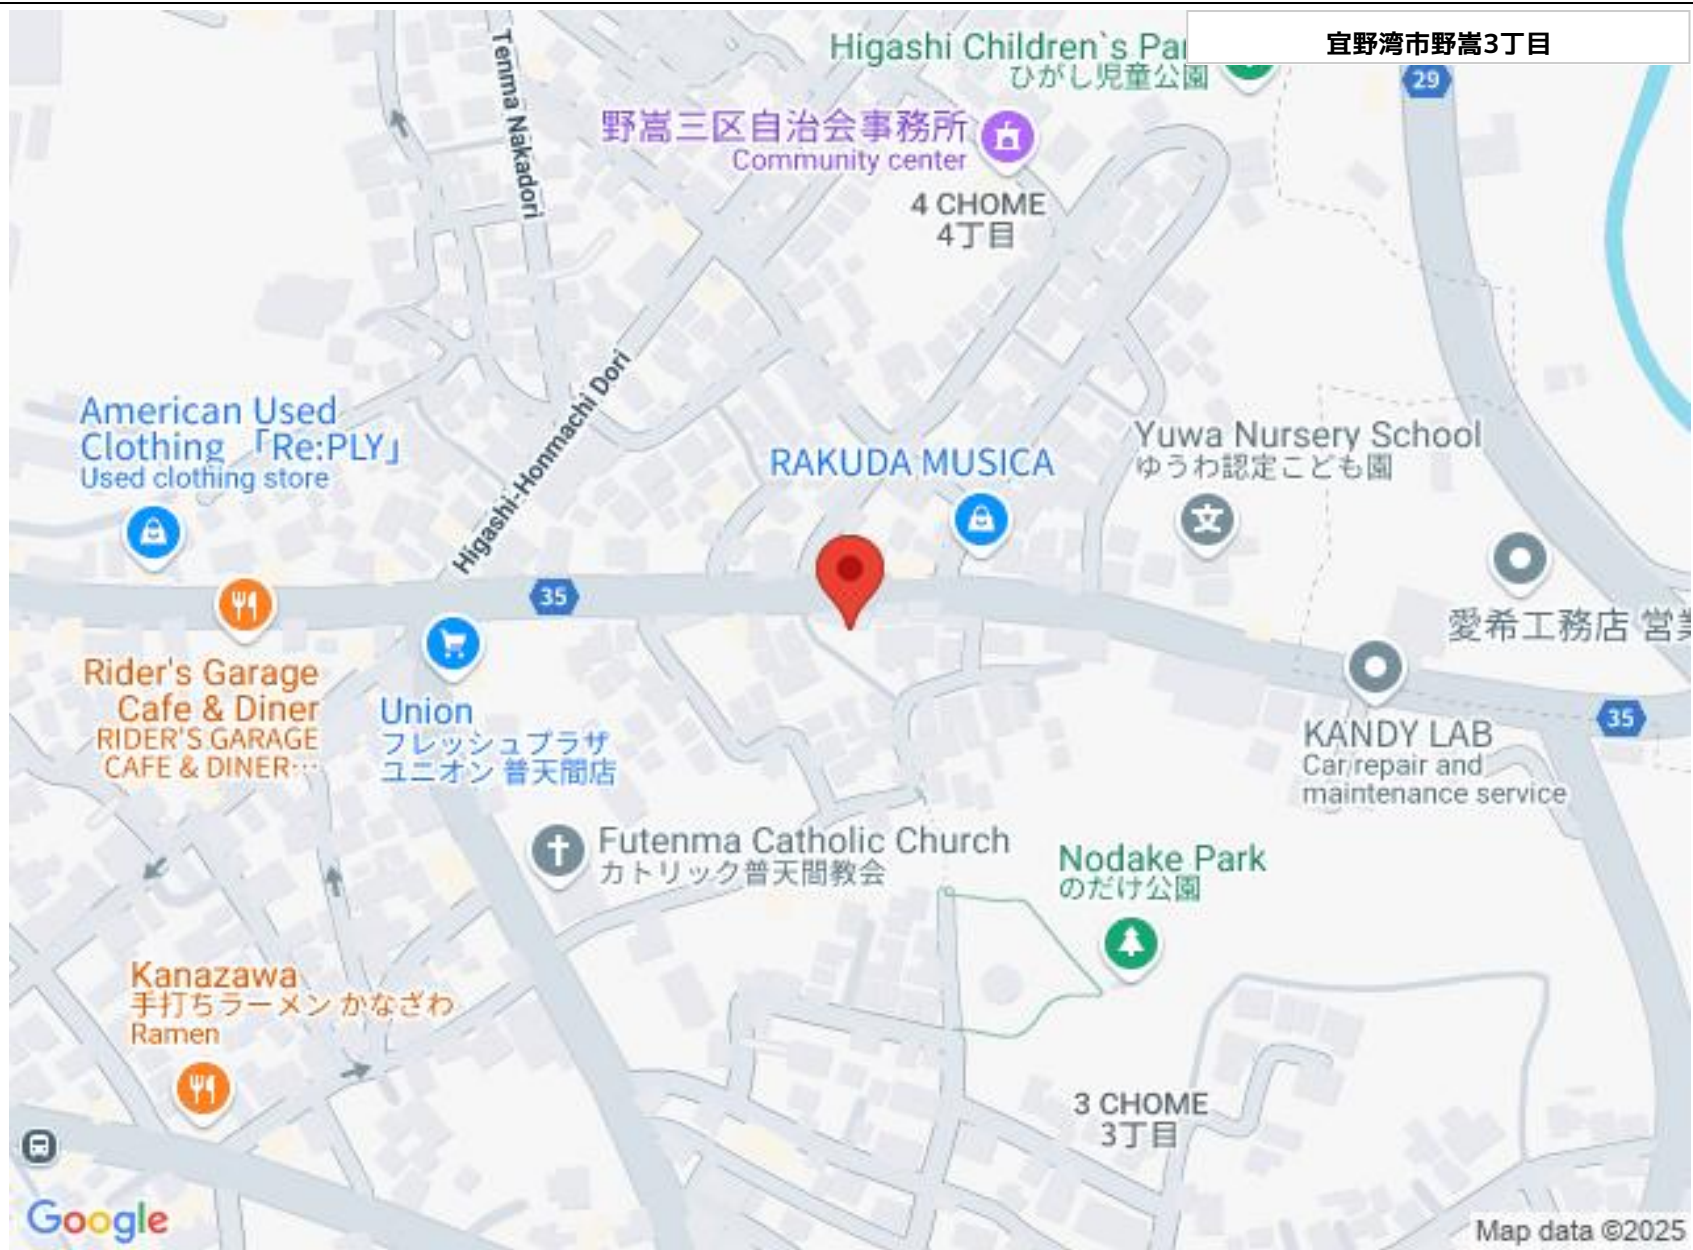 宜野湾市野嵩3丁目
Higashi Children`s Par
ひがし児童公園
29
Tenma Nakadori
野嵩三区自治会事務所
Community center
4 CHOME
4丁目
Higashi-Honmachi Dori
American Used
Clothing 「Re:PLY」
Used clothing store
RAKUDA MUSICA
Yuwa Nursery School
ゆうわ認定こども園
35
愛希工務店 営業
Rider's Garage
Cafe & Diner
RIDER'S GARAGE
CAFE & DINER…
Union
フレッシュプラザ
ユニオン 普天間店
35
KANDY LAB
Car repair and
maintenance service
Futenma Catholic Church
カトリック普天間教会
Nodake Park
のだけ公園
Kanazawa
手打ちラーメン かなざわ
Ramen
3 CHOME
3丁目
Google
Map data ©2025